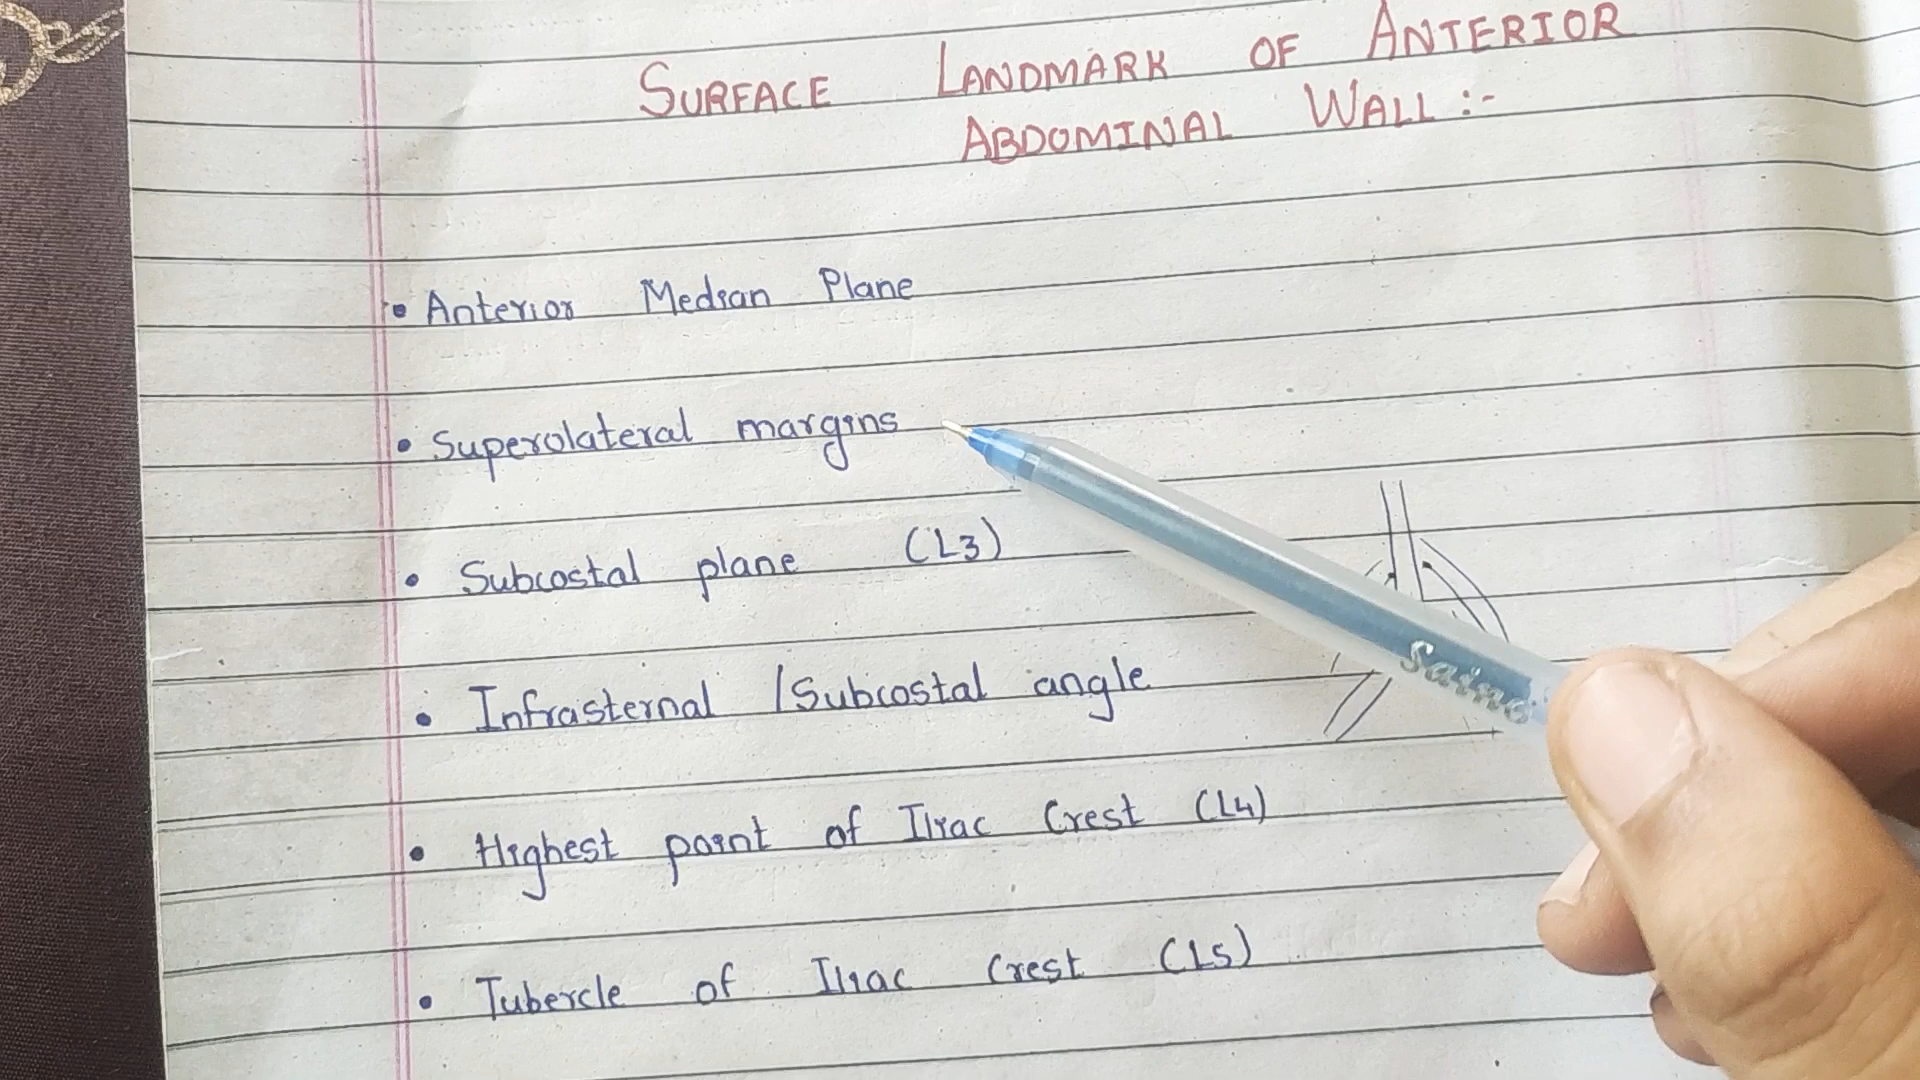 SURFACE LANDMARK OF ANTERIOR
ABDOMINAL WALL :-
• Anterior Median Plane
• Superolateral margins
• Subcostal plane (L3)
• Infrasternal /Subcostal angle
• Highest point of Iliac Crest (L4)
• Tubercle of Iliac Crest (L5)